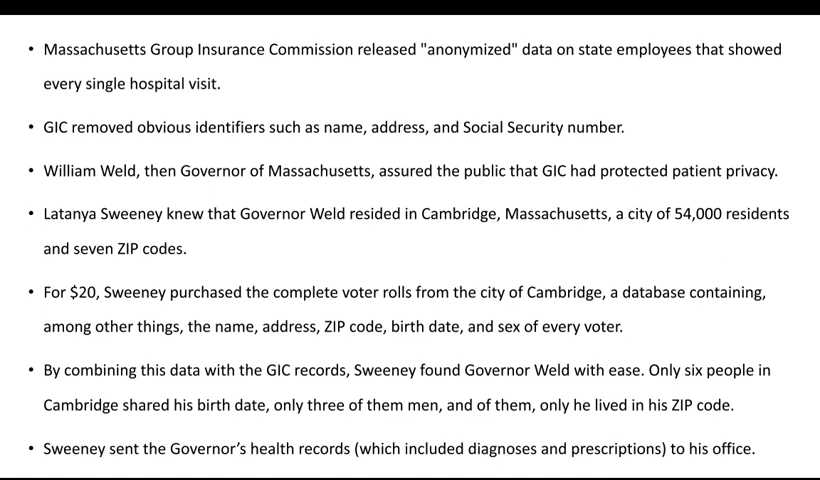 • Massachusetts Group Insurance Commission released "anonymized" data on state employees that showed
every single hospital visit.
• GIC removed obvious identifiers such as name, address, and Social Security number.
• William Weld, then Governor of Massachusetts, assured the public that GIC had protected patient privacy.
• Latanya Sweeney knew that Governor Weld resided in Cambridge, Massachusetts, a city of 54,000 residents
and seven ZIP codes.
• For $20, Sweeney purchased the complete voter rolls from the city of Cambridge, a database containing,
among other things, the name, address, ZIP code, birth date, and sex of every voter.
• By combining this data with the GIC records, Sweeney found Governor Weld with ease. Only six people in
Cambridge shared his birth date, only three of them men, and of them, only he lived in his ZIP code.
• Sweeney sent the Governor’s health records (which included diagnoses and prescriptions) to his office.